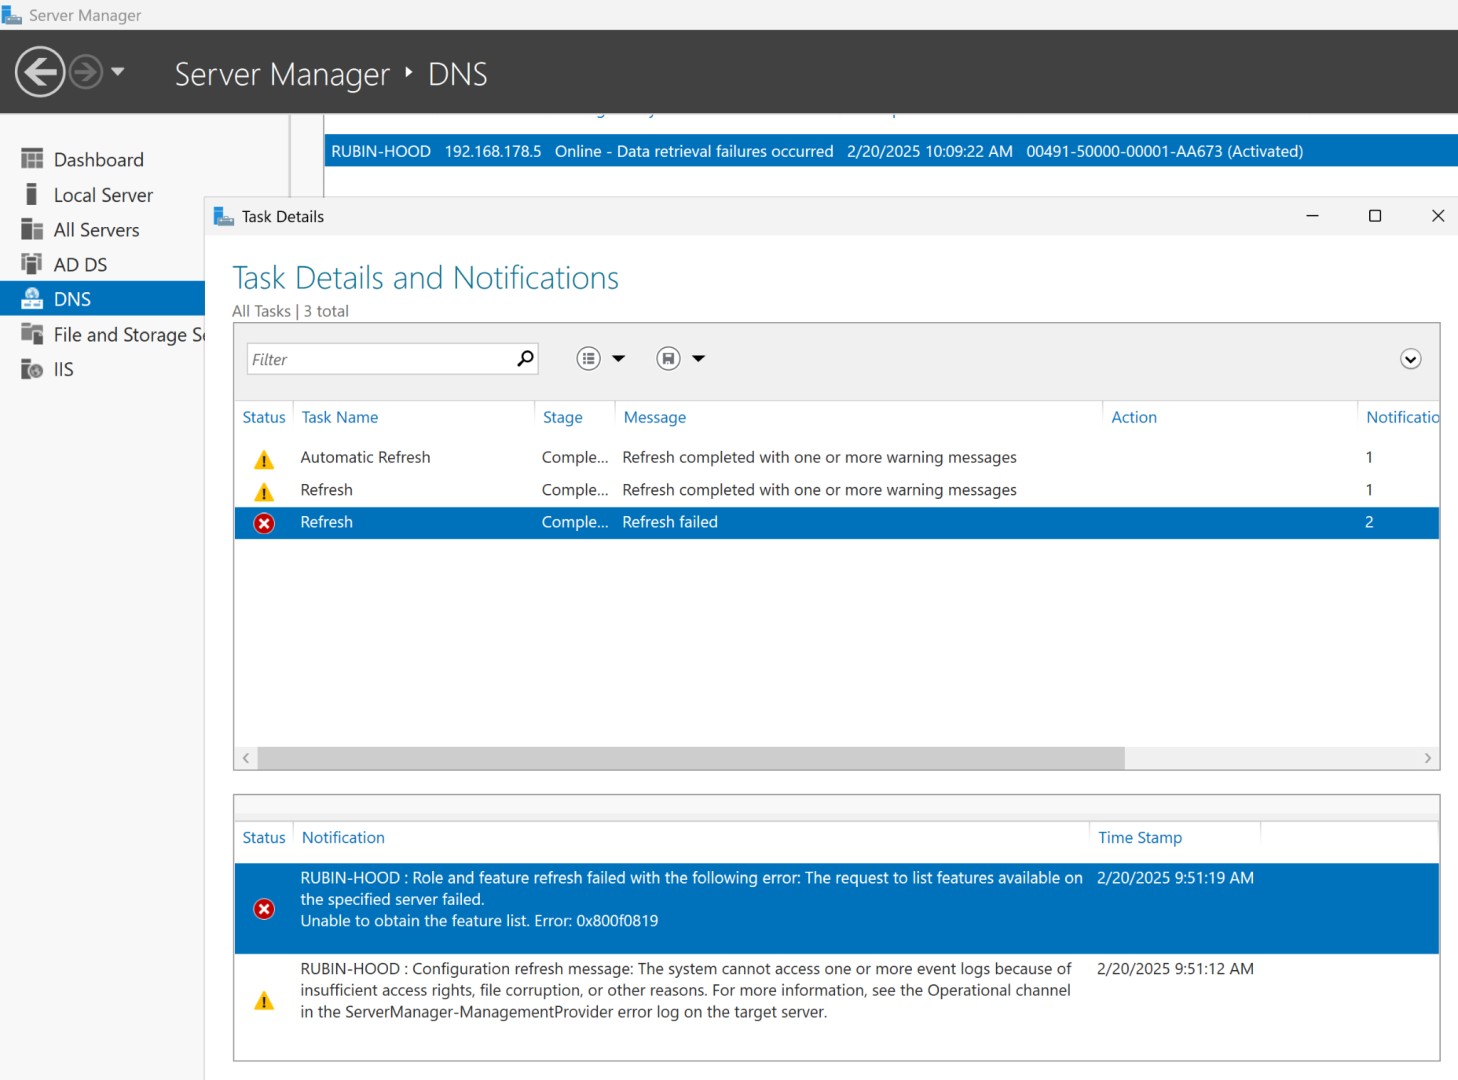 Server Manager
Server Manager ‣ DNS
Dashboard
Local Server
All Servers
AD DS
DNS
File and Storage S
IIS
RUBIN-HOOD 192.168.178.5 Online - Data retrieval failures occurred 2/20/2025 10:09:22 AM 00491-50000-00001-AA673 (Activated)
Task Details
Task Details and Notifications
All Tasks | 3 total
Filter
Status Task Name Stage Message Action Notificatio
Automatic Refresh Comple... Refresh completed with one or more warning messages 1
Refresh Comple... Refresh completed with one or more warning messages 1
Refresh Comple... Refresh failed 2
Status Notification Time Stamp
RUBIN-HOOD : Role and feature refresh failed with the following error: The request to list features available on 2/20/2025 9:51:19 AM
the specified server failed.
Unable to obtain the feature list. Error: 0x800f0819
RUBIN-HOOD : Configuration refresh message: The system cannot access one or more event logs because of 2/20/2025 9:51:12 AM
insufficient access rights, file corruption, or other reasons. For more information, see the Operational channel
in the ServerManager-ManagementProvider error log on the target server.